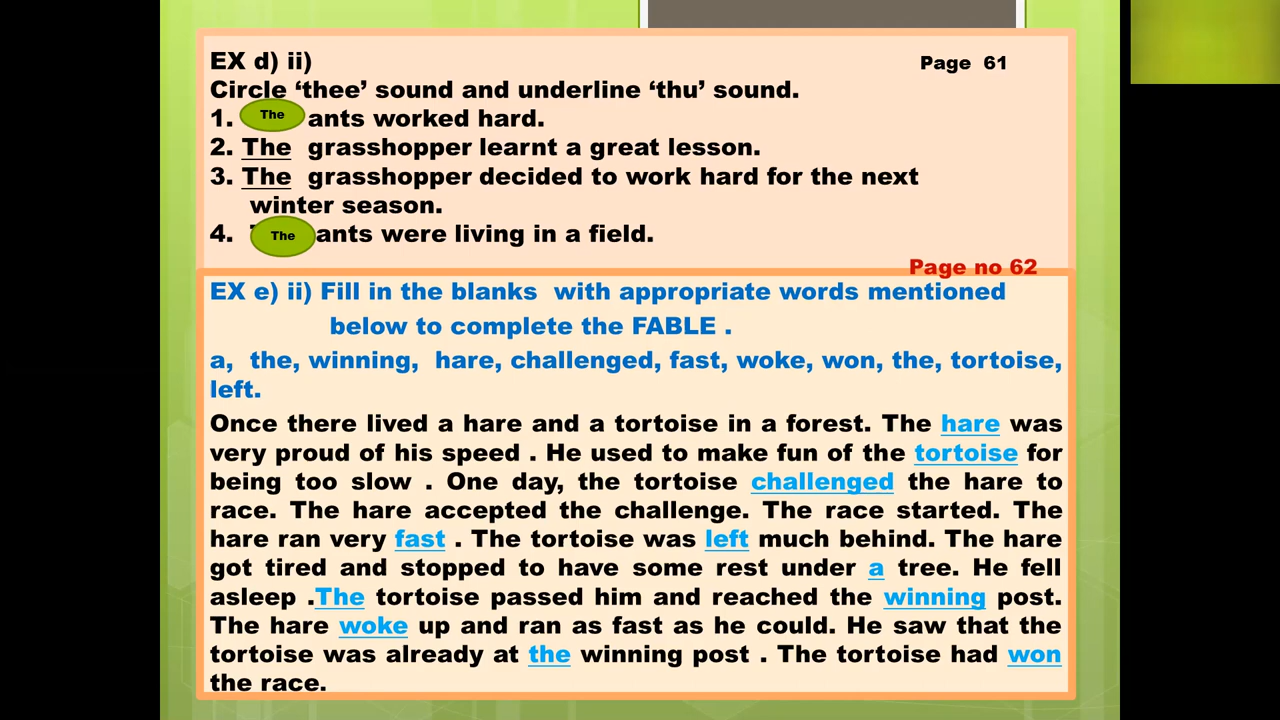 EX d) ii) Page 61
Circle ‘thee’ sound and underline ‘thu’ sound.
1. The ants worked hard.
2. The grasshopper learnt a great lesson.
3. The grasshopper decided to work hard for the next
winter season.
4. The ants were living in a field.
Page no 62
EX e) ii) Fill in the blanks with appropriate words mentioned
below to complete the FABLE .
a, the, winning, hare, challenged, fast, woke, won, the, tortoise,
left.
Once there lived a hare and a tortoise in a forest. The hare was
very proud of his speed . He used to make fun of the tortoise for
being too slow . One day, the tortoise challenged the hare to
race. The hare accepted the challenge. The race started. The
hare ran very fast . The tortoise was left much behind. The hare
got tired and stopped to have some rest under a tree. He fell
asleep .The tortoise passed him and reached the winning post.
The hare woke up and ran as fast as he could. He saw that the
tortoise was already at the winning post . The tortoise had won
the race.